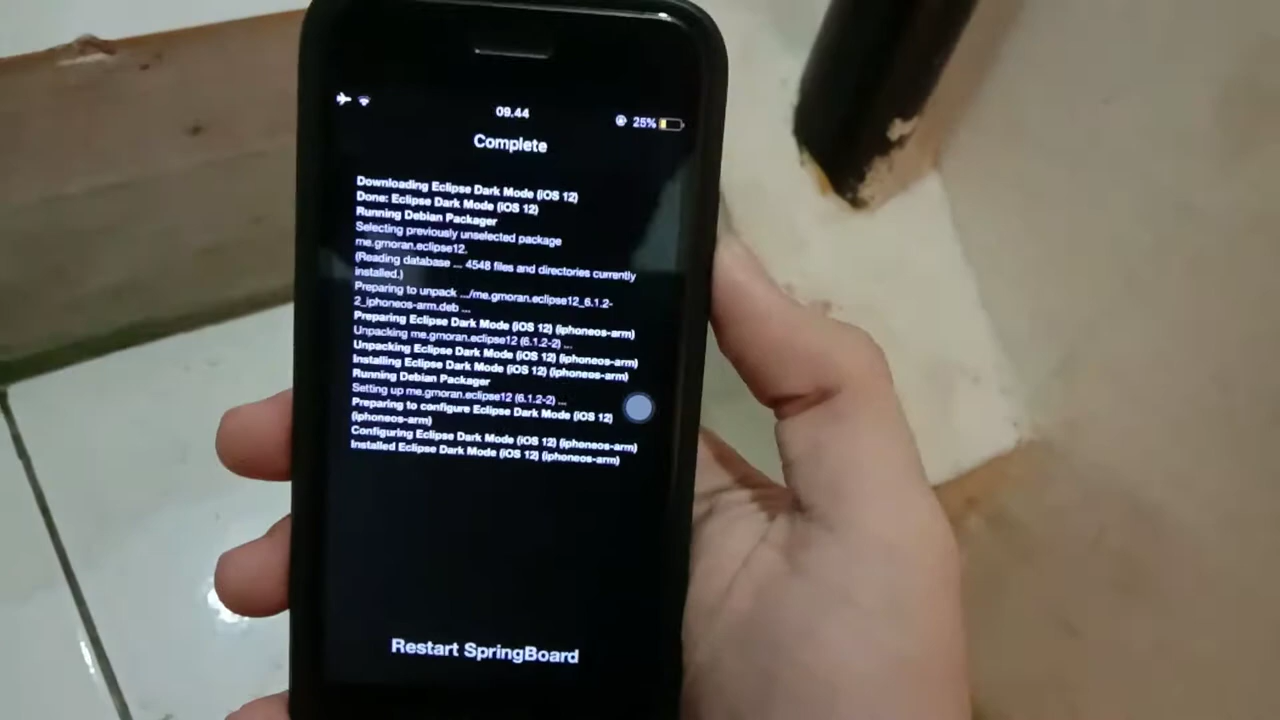 09.44
25%
Complete
Downloading Eclipse Dark Mode (iOS 12)
Done: Eclipse Dark Mode (iOS 12)
Running Debian Packager
Selecting previously unselected package
me.gmoran.eclipse12.
(Reading database ... 4548 files and directories currently
installed.)
Preparing to unpack .../me.gmoran.eclipse12_6.1.2-
2_iphoneos-arm.deb ...
Preparing Eclipse Dark Mode (iOS 12) (iphoneos-arm)
Unpacking me.gmoran.eclipse12 (6.1.2-2) ...
Unpacking Eclipse Dark Mode (iOS 12) (iphoneos-arm)
Installing Eclipse Dark Mode (iOS 12) (iphoneos-arm)
Running Debian Packager
Setting up me.gmoran.eclipse12 (6.1.2-2) ...
Preparing to configure Eclipse Dark Mode (iOS 12)
(iphoneos-arm)
Configuring Eclipse Dark Mode (iOS 12) (iphoneos-arm)
Installed Eclipse Dark Mode (iOS 12) (iphoneos-arm)
Restart SpringBoard